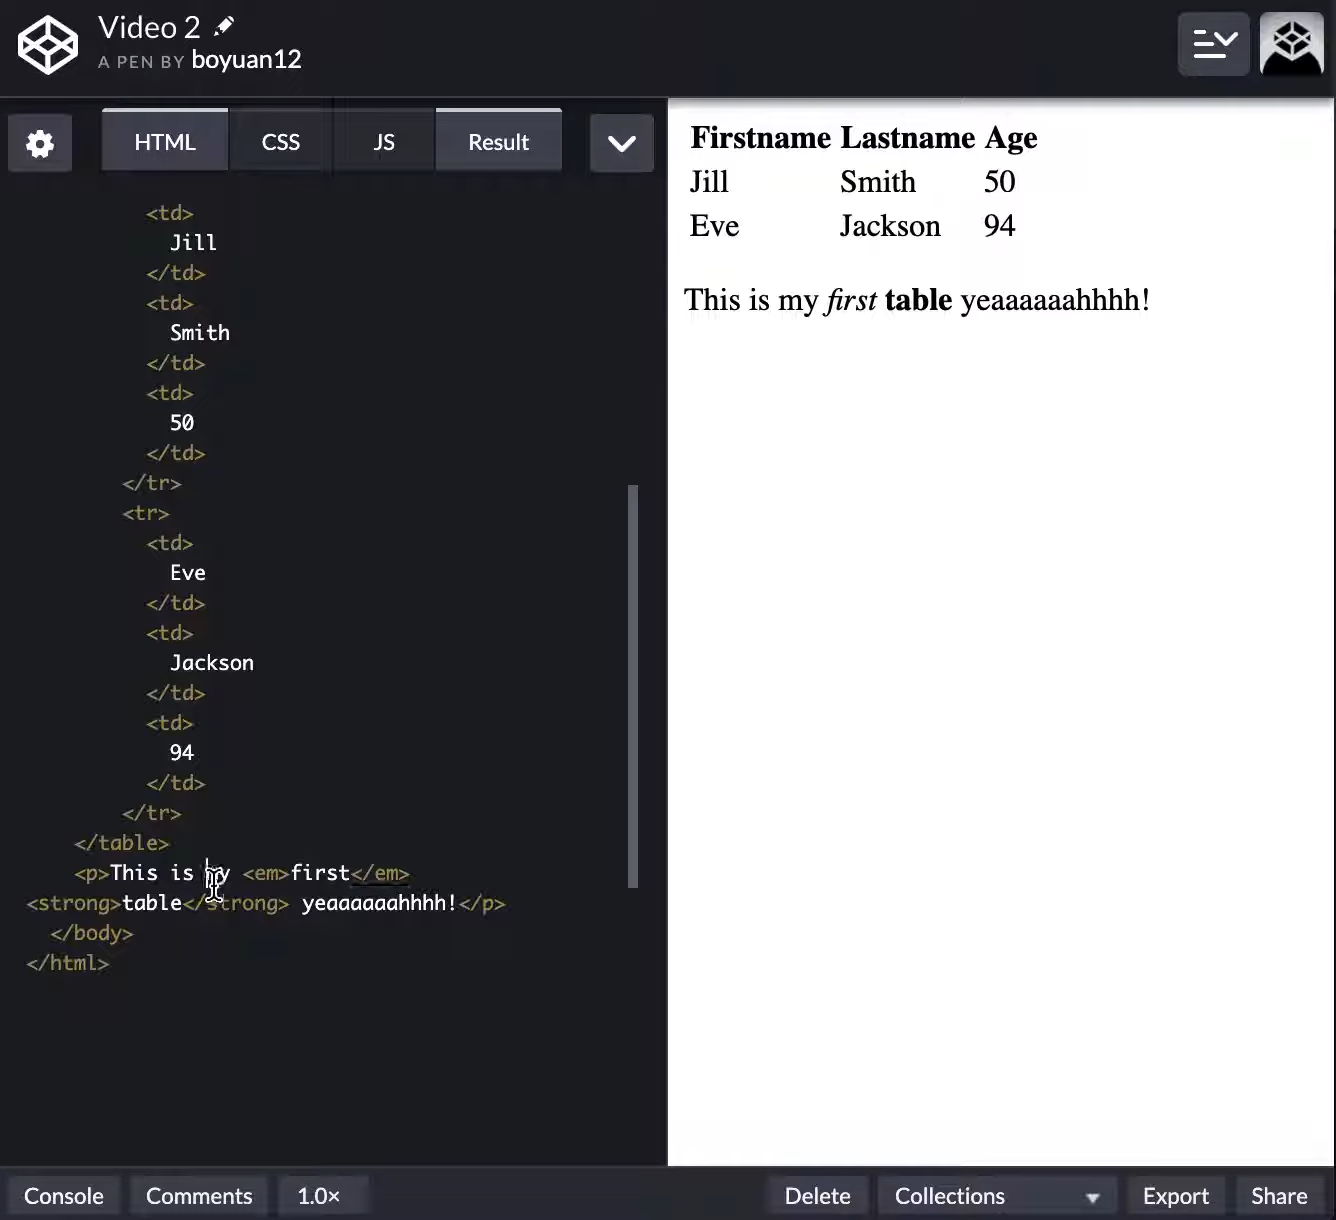 Video 2
A PEN BY boyuan12
HTML CSS JS Result
<td>
Jill
</td>
<td>
Smith
</td>
<td>
50
</td>
</tr>
<tr>
<td>
Eve
</td>
<td>
Jackson
</td>
<td>
94
</td>
</tr>
</table>
<p>This is my <em>first</em>
<strong>table</strong> yeaaaaaahhhh!</p>
</body>
</html>
Firstname Lastname Age
Jill Smith 50
Eve Jackson 94
This is my first table yeaaaaaahhhh!
Console Comments 1.0× Delete Collections Export Share